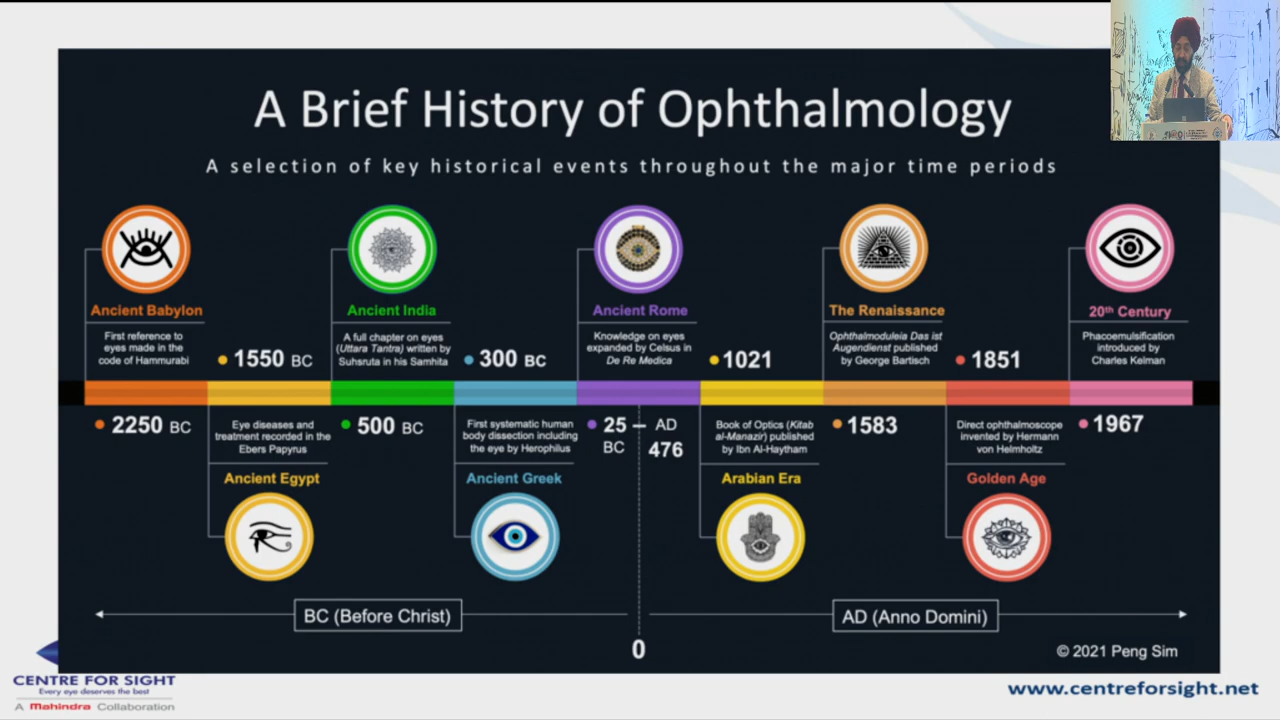 A Brief History of Ophthalmology
A selection of key historical events throughout the major time periods
Ancient Babylon
First reference to
eyes made in the
code of Hammurabi
2250 BC
1550 BC
Eye diseases and
treatment recorded in the
Ebers Papyrus
Ancient Egypt
Ancient India
A full chapter on eyes
(Uttara Tantra) written by
Suhsruta in his Samhita
500 BC
300 BC
First systematic human
body dissection including
the eye by Herophilus
Ancient Greek
Ancient Rome
Knowledge on eyes
expanded by Celsus in
De Re Medica
25 – AD
BC 476
1021
Book of Optics (Kitab
al-Manazir) published
by Ibn Al-Haytham
Arabian Era
The Renaissance
Ophthalmoduleia Das ist
Augendienst published
by George Bartisch
1583
1851
Direct ophthalmoscope
invented by Hermann
von Helmholtz
Golden Age
20th Century
Phacoemulsification
introduced by
Charles Kelman
1967
BC (Before Christ)
AD (Anno Domini)
0
© 2021 Peng Sim
CENTRE FOR SIGHT
Every eye deserves the best
A Mahindra Collaboration
www.centreforsight.net